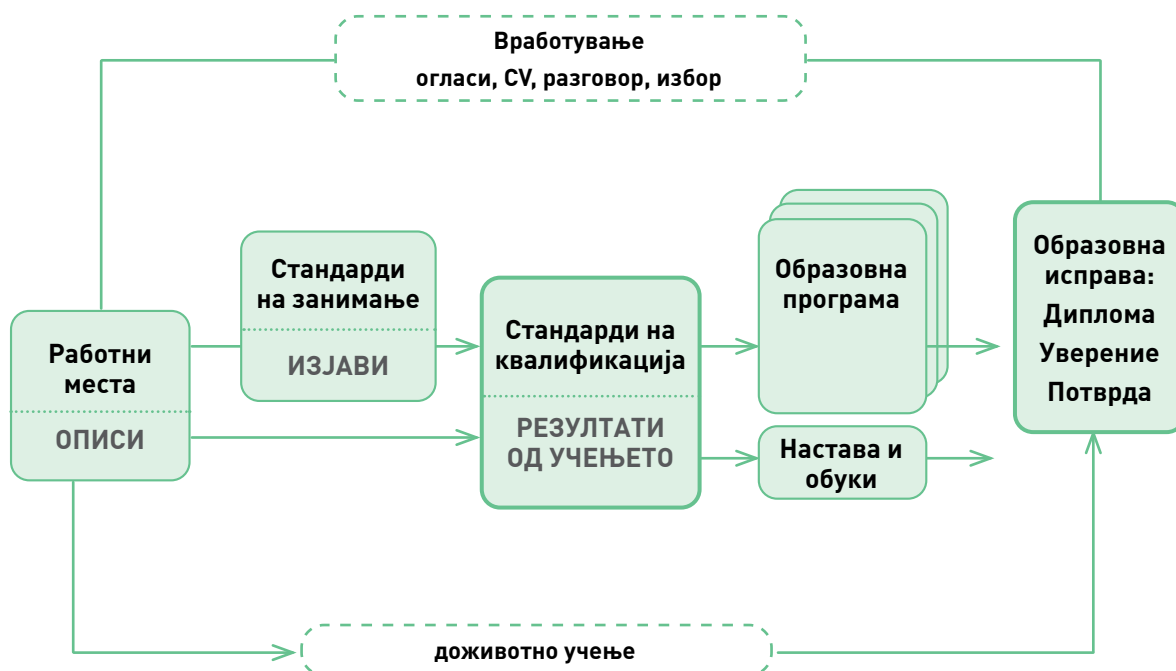 Вработување
огласи, CV, разговор, избор
Работни
места
ОПИСИ
Стандарди
на занимање
ИЗЈАВИ
Стандарди на
квалификација
РЕЗУЛТАТИ
ОД УЧЕЊЕТО
Образовна
програма
Настава и
обуки
Образовна
исправа:
Диплома
Уверение
Потврда
доживотно учење